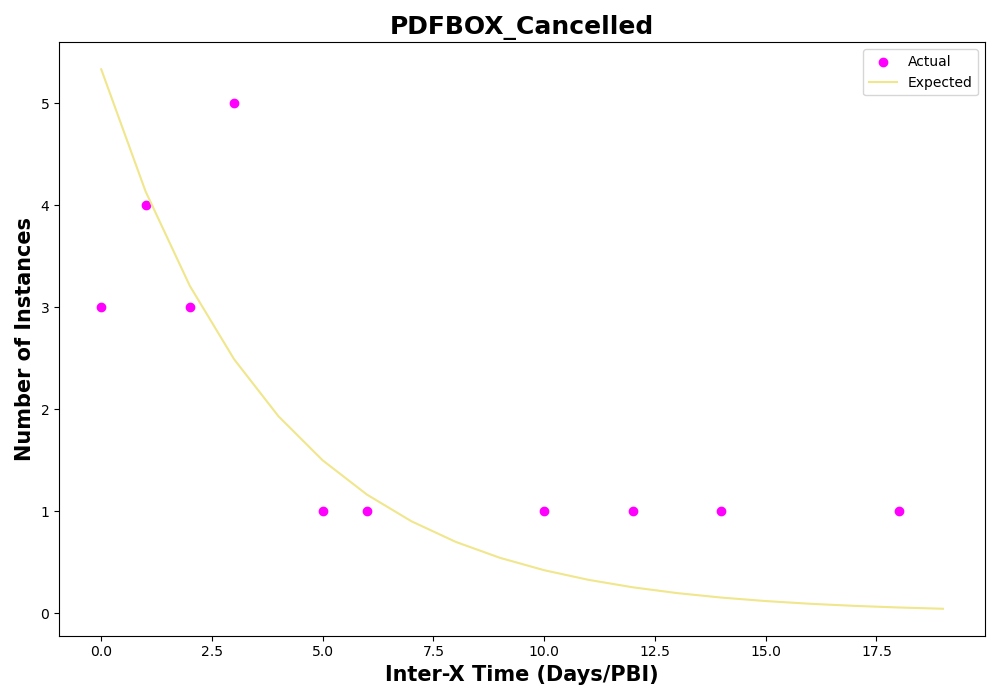 PDFBOX_Cancelled
Actual
Expected
Number of Instances
5
4
3
2
1
0
0.0 2.5 5.0 7.5 10.0 12.5 15.0 17.5
Inter-X Time (Days/PBI)